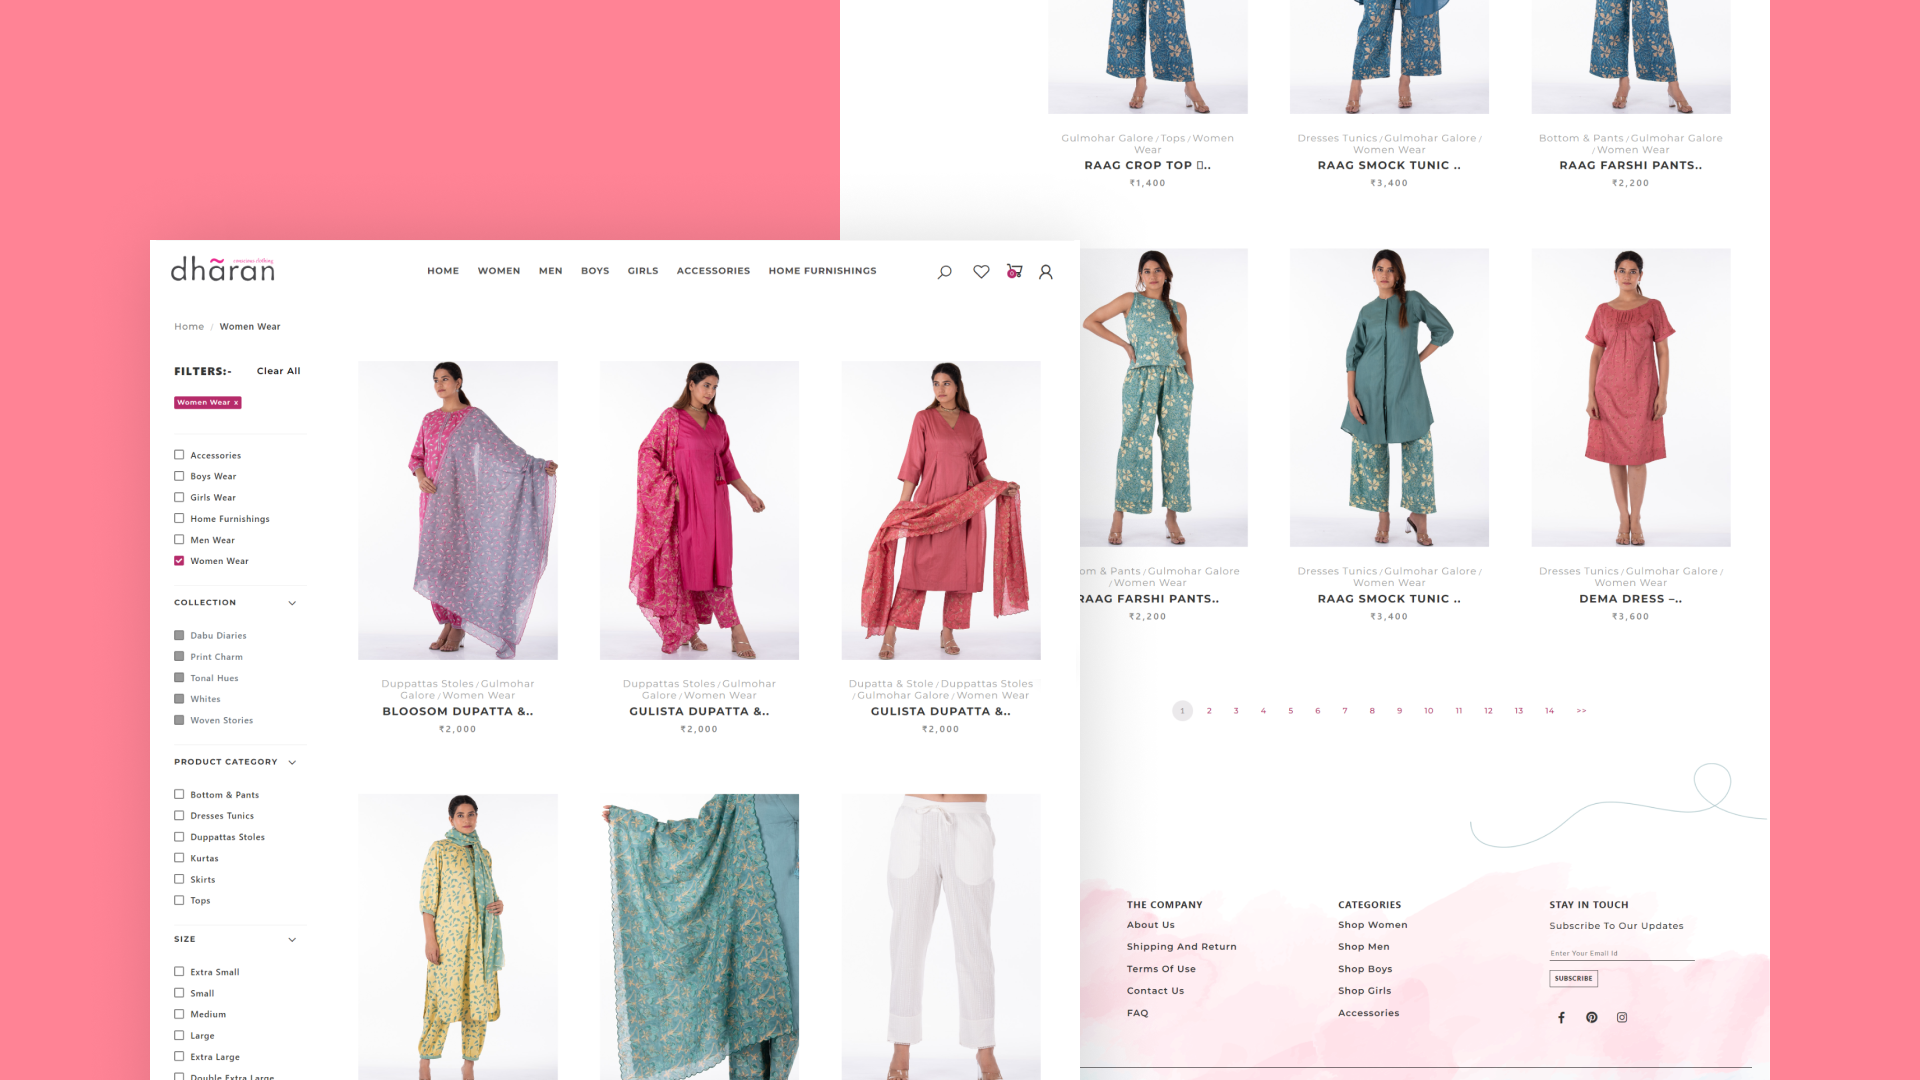 dhãran
conscious clothing
HOME WOMEN MEN BOYS GIRLS ACCESSORIES HOME FURNISHINGS
0
Home / Women Wear
FILTERS:- Clear All
Women Wear x
Accessories
Boys Wear
Girls Wear
Home Furnishings
Men Wear
Women Wear
COLLECTION
Dabu Diaries
Print Charm
Tonal Hues
Whites
Woven Stories
PRODUCT CATEGORY
Bottom & Pants
Dresses Tunics
Duppattas Stoles
Kurtas
Skirts
Tops
SIZE
Extra Small
Small
Medium
Large
Extra Large
Double Extra Large
Duppattas Stoles / Gulmohar
Galore / Women Wear
BLOOSOM DUPATTA &..
₹2,000
Duppattas Stoles / Gulmohar
Galore / Women Wear
GULISTA DUPATTA &..
₹2,000
Dupatta & Stole / Duppattas Stoles
/ Gulmohar Galore / Women Wear
GULISTA DUPATTA &..
₹2,000
Gulmohar Galore / Tops / Women
Wear
RAAG CROP TOP ▯..
₹1,400
Dresses Tunics / Gulmohar Galore /
Women Wear
RAAG SMOCK TUNIC ..
₹3,400
Bottom & Pants / Gulmohar Galore
/ Women Wear
RAAG FARSHI PANTS..
₹2,200
om & Pants / Gulmohar Galore
/ Women Wear
RAAG FARSHI PANTS..
₹2,200
Dresses Tunics / Gulmohar Galore /
Women Wear
RAAG SMOCK TUNIC ..
₹3,400
Dresses Tunics / Gulmohar Galore /
Women Wear
DEMA DRESS –..
₹3,600
1 2 3 4 5 6 7 8 9 10 11 12 13 14 >>
THE COMPANY
About Us
Shipping And Return
Terms Of Use
Contact Us
FAQ
CATEGORIES
Shop Women
Shop Men
Shop Boys
Shop Girls
Accessories
STAY IN TOUCH
Subscribe To Our Updates
Enter Your Email Id
SUBSCRIBE